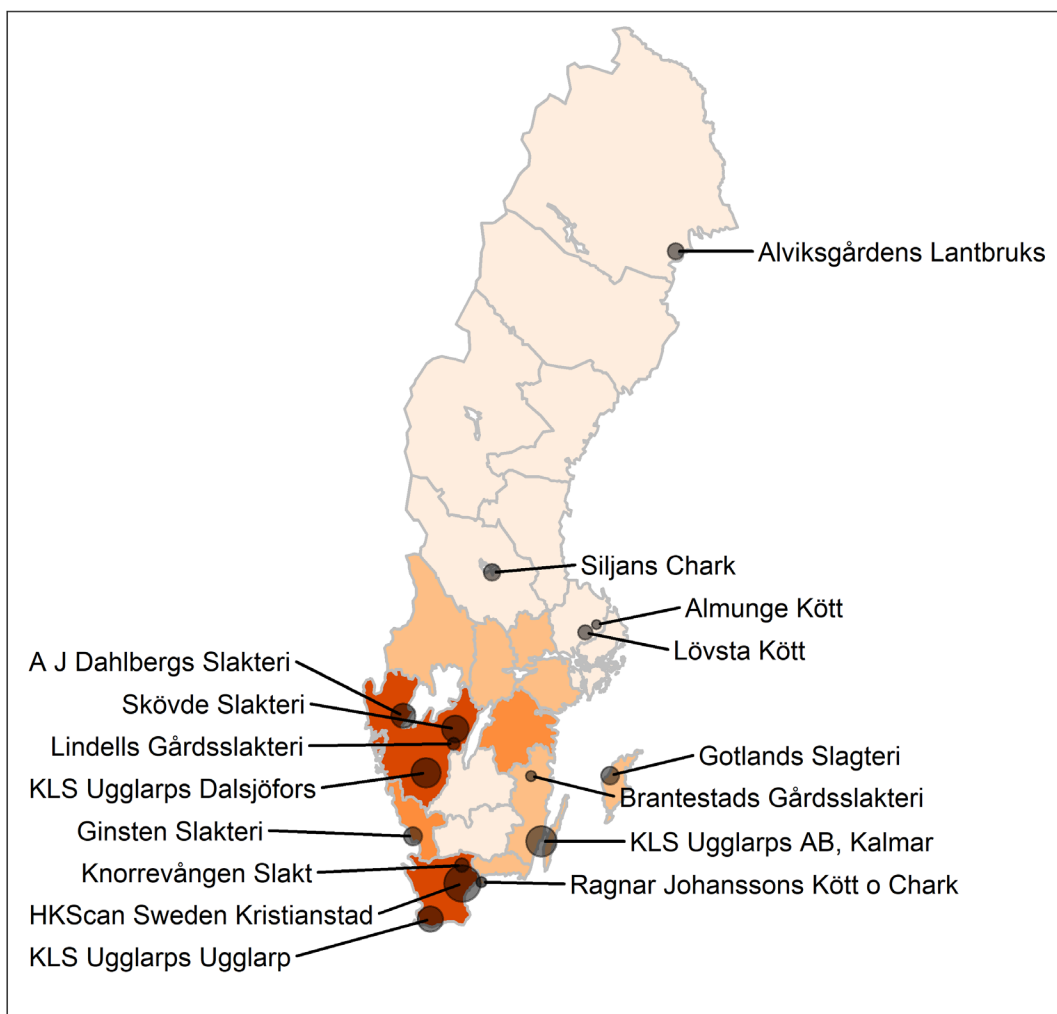 Alviksgårdens Lantbruks
Siljans Chark
Almunge Kött
Lövsta Kött
A J Dahlbergs Slakteri
Skövde Slakteri
Lindells Gårdsslakteri
KLS Ugglarps Dalsjöfors
Gotlands Slagteri
Brantestads Gårdsslakteri
Ginsten Slakteri
KLS Ugglarps AB, Kalmar
Knorrevången Slakt
Ragnar Johanssons Kött o Chark
HKScan Sweden Kristianstad
KLS Ugglarps Ugglarp